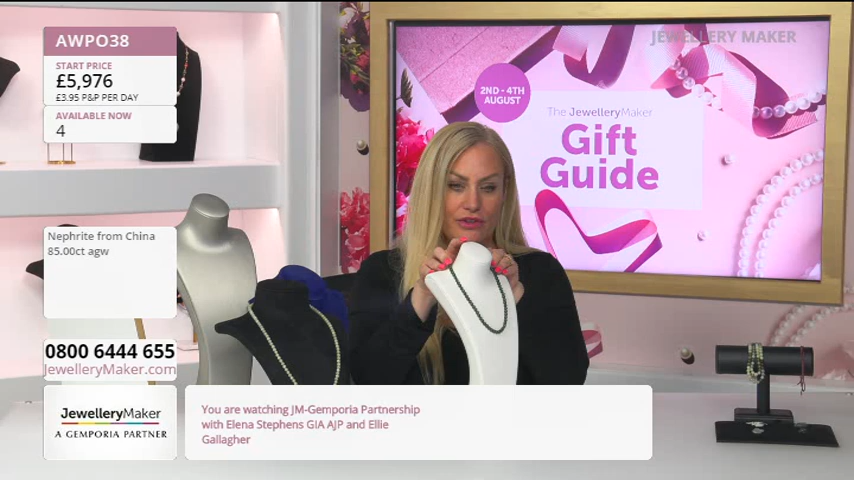 JEWELLERY MAKER
AWPO38
START PRICE
£5,976
£3.95 P&P PER DAY
AVAILABLE NOW
4
2ND - 4TH
AUGUST
The JewelleryMaker
Gift
Guide
Nephrite from China
85.00ct agw
0800 6444 655
JewelleryMaker.com
JewelleryMaker
A GEMPORIA PARTNER
You are watching JM-Gemporia Partnership
with Elena Stephens GIA AJP and Ellie
Gallagher